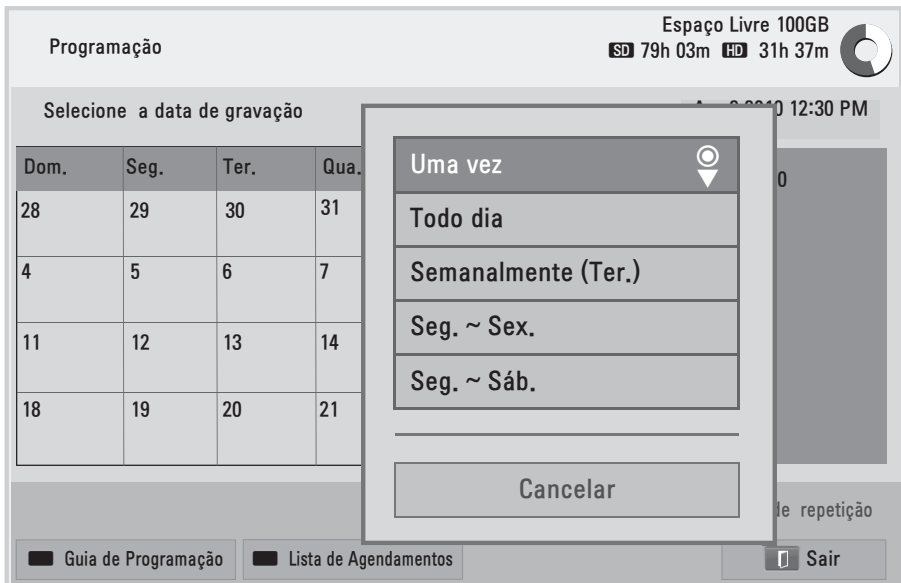 Espaço Livre 100GB
Programação
SD 79h 03m HD 31h 37m
Selecione a data de gravação
2010 12:30 PM
Dom. Seg. Ter. Qua.
28 29 30 31
4 5 6 7
11 12 13 14
18 19 20 21
0
Uma vez
Todo dia
Semanalmente (Ter.)
Seg. ~ Sex.
Seg. ~ Sáb.
Cancelar
de repetição
Guia de Programação Lista de Agendamentos Sair